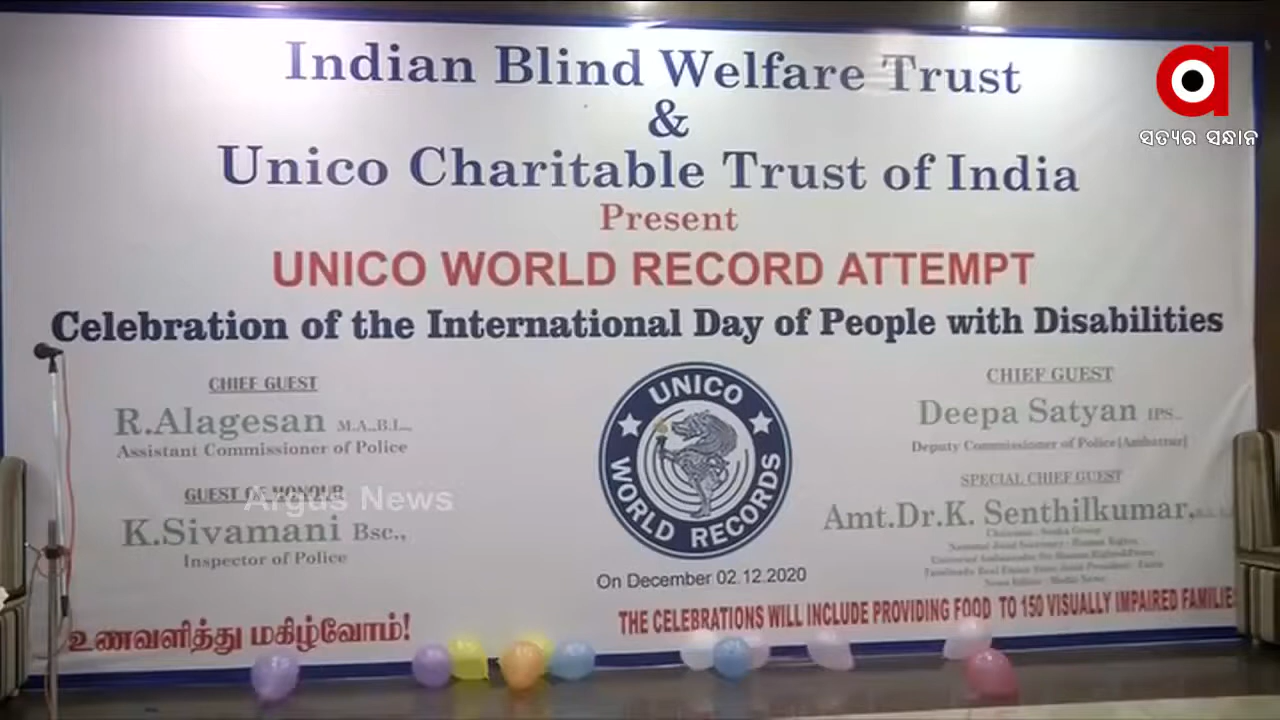 Indian Blind Welfare Trust
&
Unico Charitable Trust of India
Present
UNICO WORLD RECORD ATTEMPT
Celebration of the International Day of People with Disabilities
CHIEF GUEST
R.Alagesan M.A.,B.L.,
Assistant Commissioner of Police
GUEST OF HONOUR
K.Sivamani Bsc.,
Inspector of Police
UNICO
WORLD RECORDS
On December 02.12.2020
CHIEF GUEST
Deepa Satyan IPS.,
Deputy Commissioner of Police[Ambattur]
SPECIAL CHIEF GUEST
Amt.Dr.K. Senthilkumar,
உணவளித்து மகிழ்வோம்!
THE CELEBRATIONS WILL INCLUDE PROVIDING FOOD TO 150 VISUALLY IMPAIRED FAMILIE
Argus News
ସତ୍ୟର ସନ୍ଧାନ